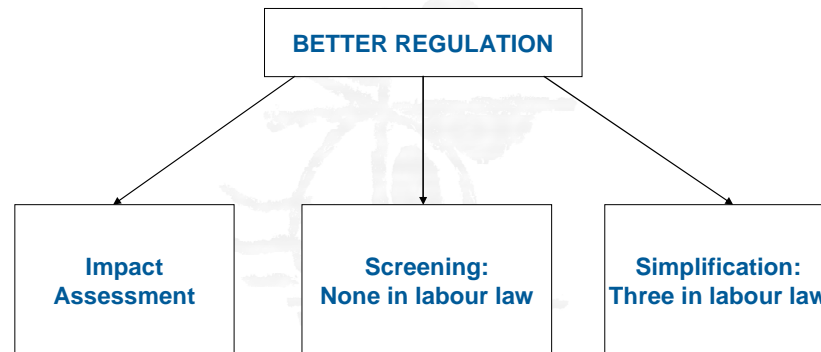 BETTER REGULATION
Impact
Assessment
Screening:
None in labour law
Simplification:
Three in labour law